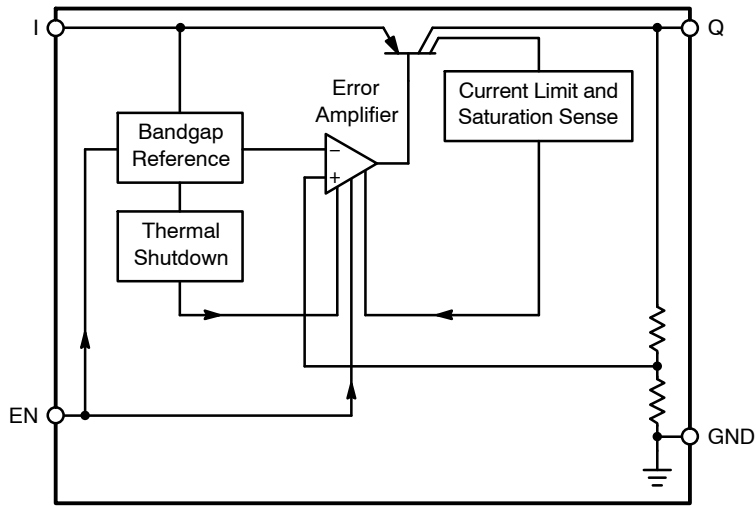 I
Q
Error
Amplifier
Current Limit and
Saturation Sense
Bandgap
Reference
−
+
Thermal
Shutdown
EN
GND